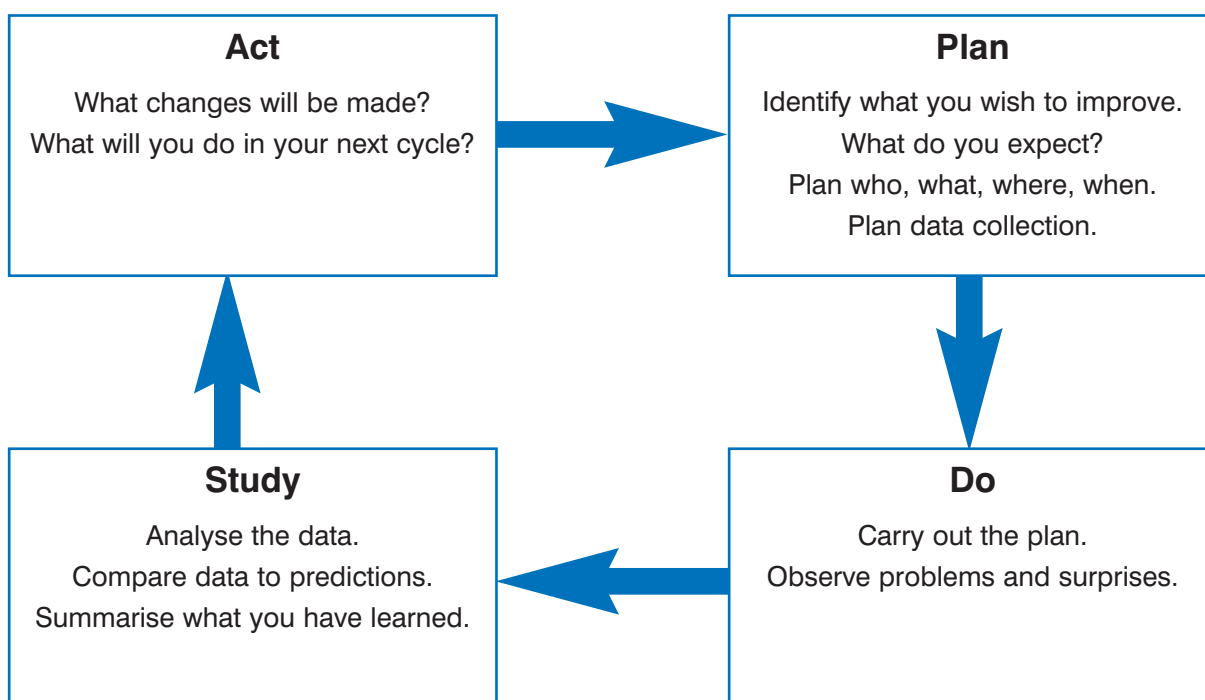 Act
What changes will be made?
What will you do in your next cycle?
Plan
Identify what you wish to improve.
What do you expect?
Plan who, what, where, when.
Plan data collection.
Study
Analyse the data.
Compare data to predictions.
Summarise what you have learned.
Do
Carry out the plan.
Observe problems and surprises.